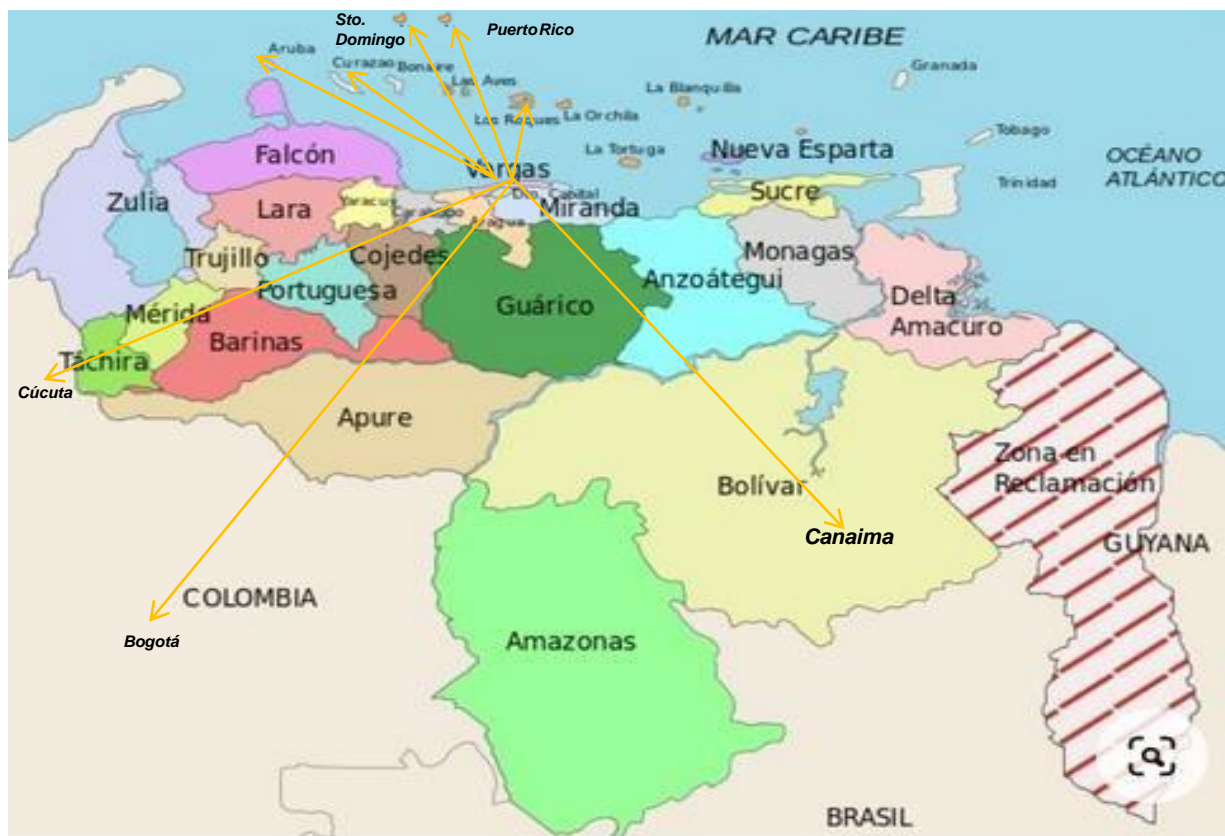 Sto.
Domingo
Puerto Rico
MAR CARIBE
Aruba
Curazao
Bonaire
Las Aves
Granada
La Blanquilla
Los Roques
La Orchila
Tobago
La Tortuga
Nueva Esparta
OCÉANO
ATLÁNTICO
Falcón
Vargas
Trinidad
Zulia
Lara
Yaracuy
Dto. Capital
Sucre
Carabobo
Miranda
Aragua
Trujillo
Cojedes
Monagas
Portuguesa
Anzoátegui
Mérida
Guárico
Delta
Amacuro
Barinas
Táchira
Cúcuta
Apure
Zona en
Reclamación
Bolívar
Canaima
GUYANA
COLOMBIA
Bogotá
Amazonas
BRASIL